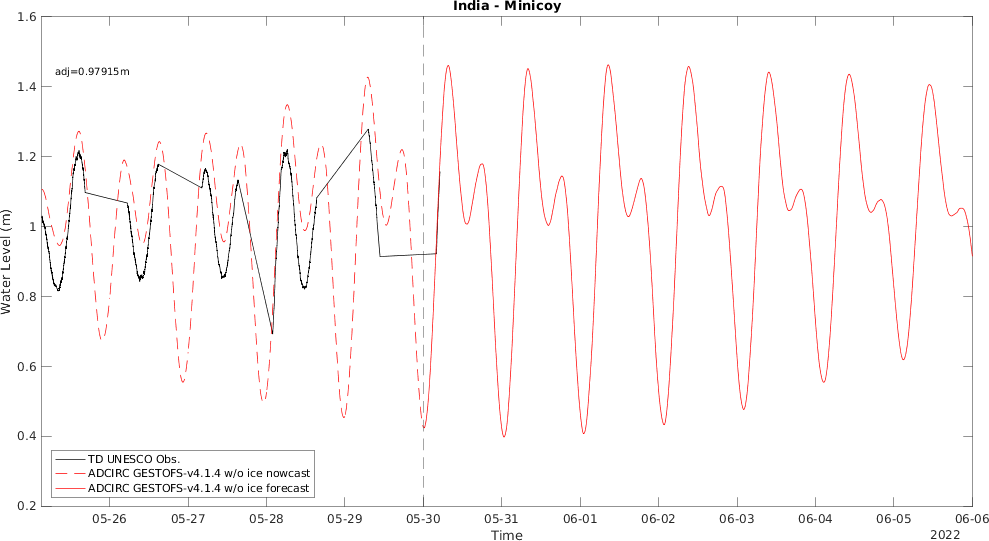 India - Minicoy
1.6
1.4
1.2
1
0.8
0.6
0.4
0.2
Water Level (m)
adj=0.97915m
TD UNESCO Obs.
ADCIRC GESTOFS-v4.1.4 w/o ice nowcast
ADCIRC GESTOFS-v4.1.4 w/o ice forecast
05-26 05-27 05-28 05-29 05-30 05-31 06-01 06-02 06-03 06-04 06-05 06-06
Time
2022